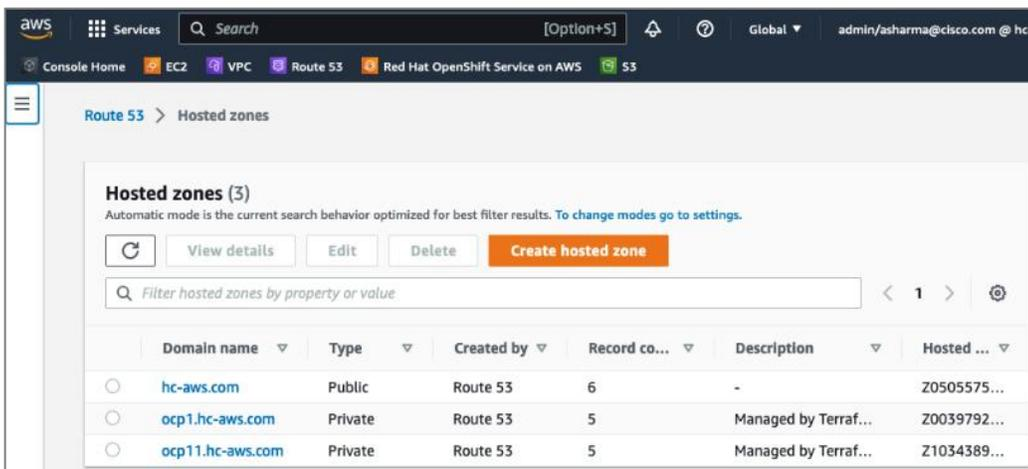 aws Services Search [Option+S] Global ▼ admin/asharma@cisco.com @ hc
Console Home EC2 VPC Route 53 Red Hat OpenShift Service on AWS S3
Route 53 > Hosted zones
Hosted zones (3)
Automatic mode is the current search behavior optimized for best filter results. To change modes go to settings.
View details Edit Delete Create hosted zone
Filter hosted zones by property or value < 1 >
Domain name Type Created by Record co... Description Hosted ...
hc-aws.com Public Route 53 6 - Z0505575...
ocp1.hc-aws.com Private Route 53 5 Managed by Terraf... Z0039792...
ocp11.hc-aws.com Private Route 53 5 Managed by Terraf... Z1034389...